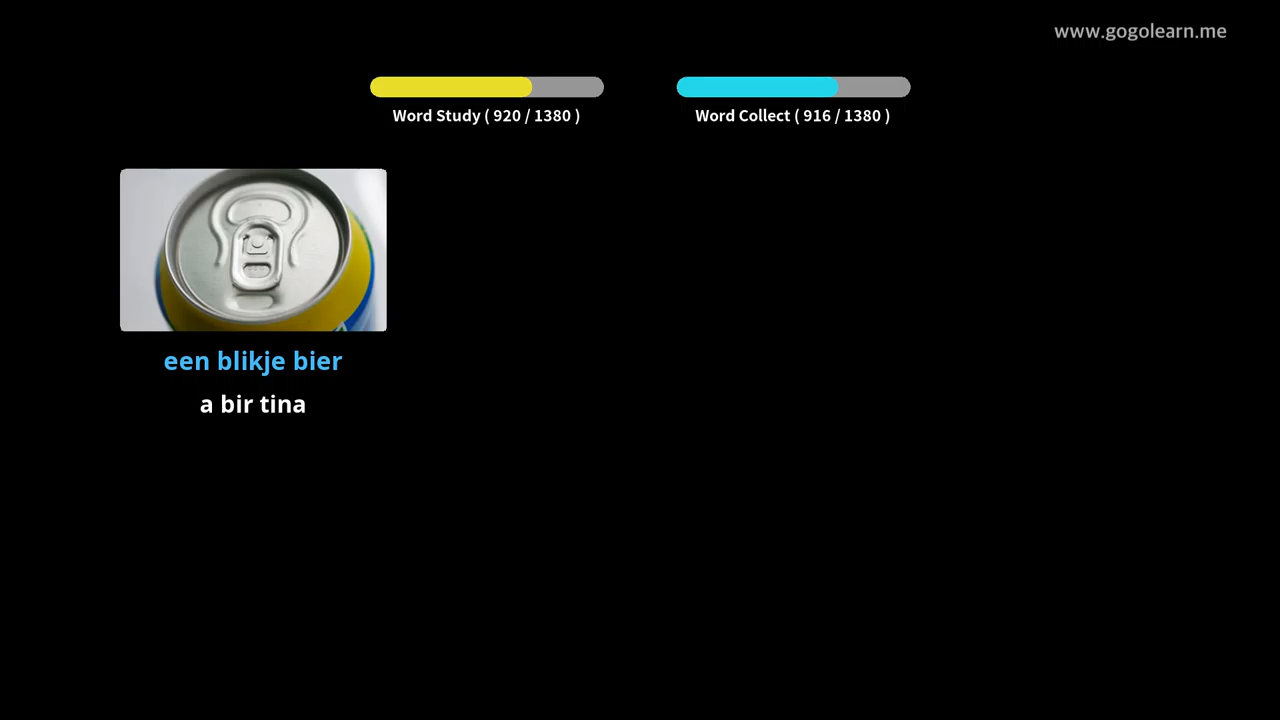 www.gogolearn.me
Word Study ( 920 / 1380 )
Word Collect ( 916 / 1380 )
een blikje bier
a bir tina